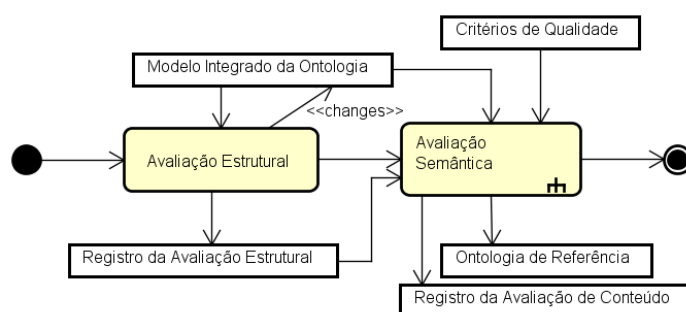 Critérios de Qualidade
Modelo Integrado da Ontologia
<<changes>>
Avaliação Estrutural
Avaliação
Semântica
Registro da Avaliação Estrutural
Ontologia de Referência
Registro da Avaliação de Conteúdo